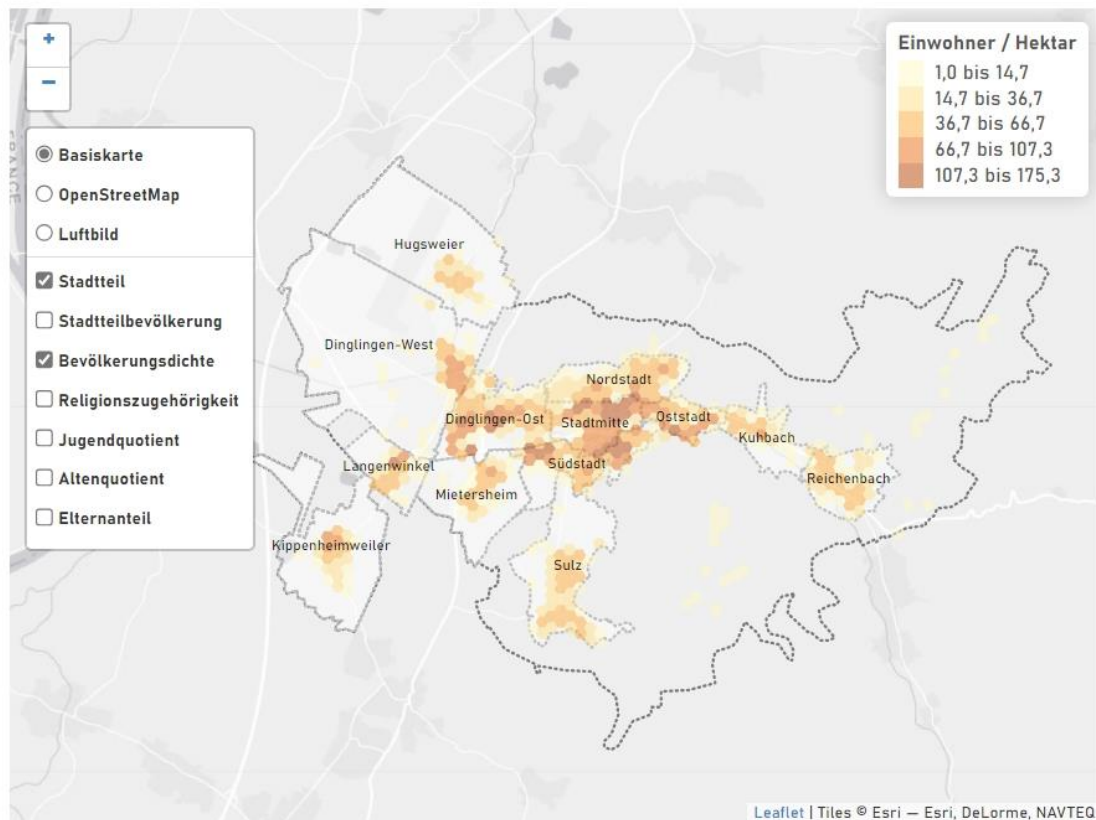 +
−
Basiskarte
OpenStreetMap
Luftbild
Stadtteil
Stadtteilbevölkerung
Bevölkerungsdichte
Religionszugehörigkeit
Jugendquotient
Altenquotient
Elternanteil
Einwohner / Hektar
1,0 bis 14,7
14,7 bis 36,7
36,7 bis 66,7
66,7 bis 107,3
107,3 bis 175,3
FRANCE
Hugsweier
Dinglingen-West
Nordstadt
Dinglingen-Ost
Stadtmitte
Oststadt
Kuhbach
Langenwinkel
Südstadt
Mietersheim
Reichenbach
Kippenheimweiler
Sulz
Leaflet | Tiles © Esri — Esri, DeLorme, NAVTEQ